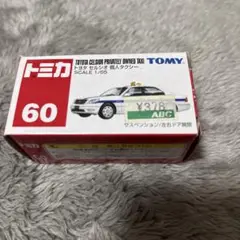 トミカ
60
TOYOTA CELSIOR PRIVATELY OWNED TAXI
トヨタ セルシオ 個人タクシー
SCALE 1/65
TOMY
¥378
ABC
サスペンション/左右ドア開閉